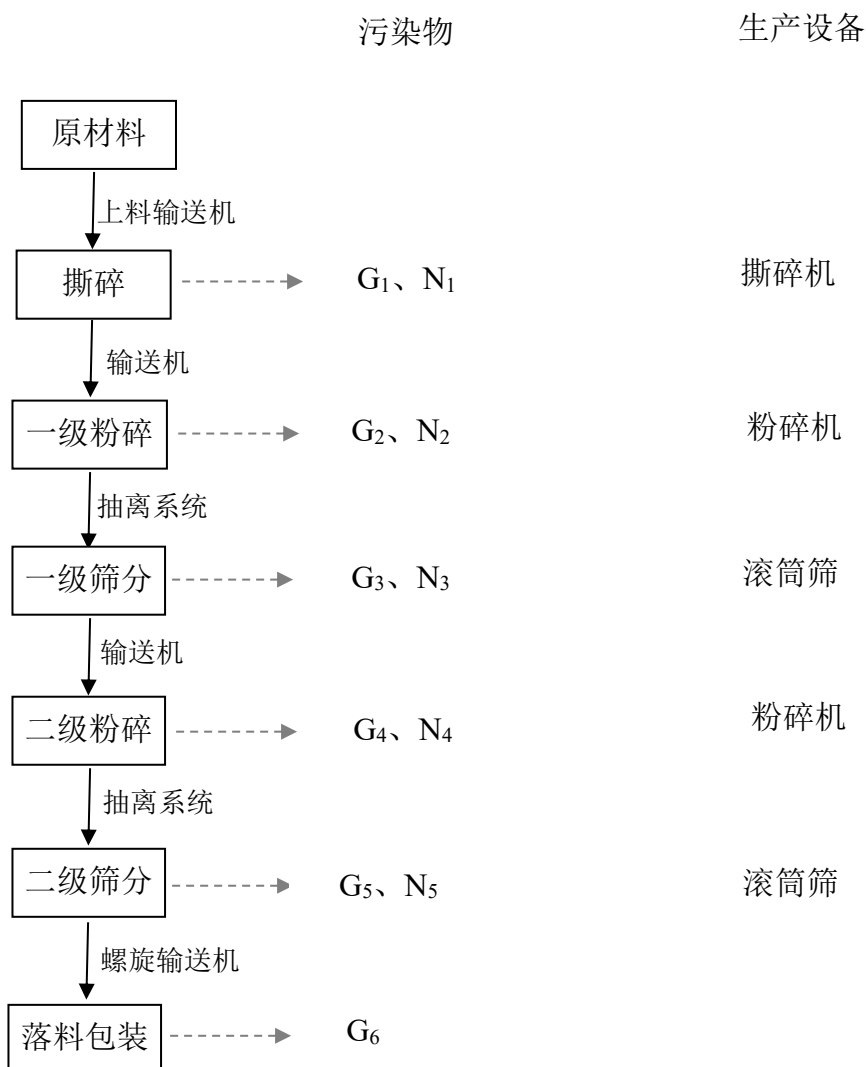 污染物 生产设备
原材料
上料输送机
撕碎 G₁、N₁ 撕碎机
输送机
一级粉碎 G₂、N₂ 粉碎机
抽离系统
一级筛分 G₃、N₃ 滚筒筛
输送机
二级粉碎 G₄、N₄ 粉碎机
抽离系统
二级筛分 G₅、N₅ 滚筒筛
螺旋输送机
落料包装 G₆